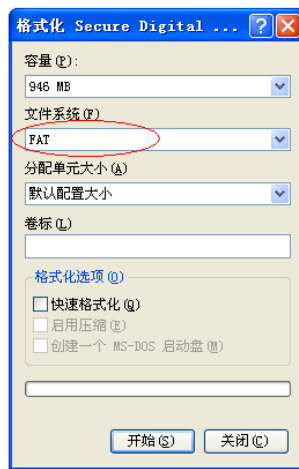 格式化 Secure Digital ...
容量(P):
946 MB
文件系统(F)
FAT
分配单元大小(A)
默认配置大小
卷标(L)
格式化选项(O)
快速格式化(Q)
启用压缩(E)
创建一个 MS-DOS 启动盘(M)
开始(S) 关闭(C)